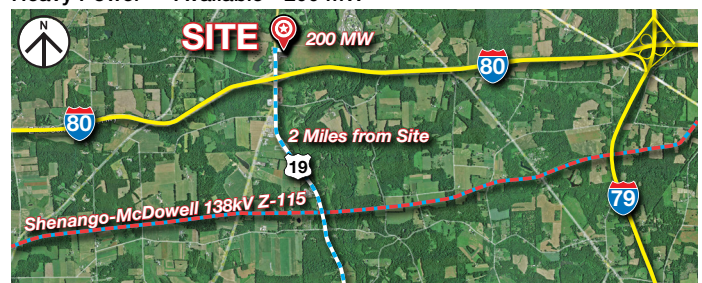 N
SITE
200 MW
80
80
2 Miles from Site
19
79
Shenango-McDowell 138kV Z-115